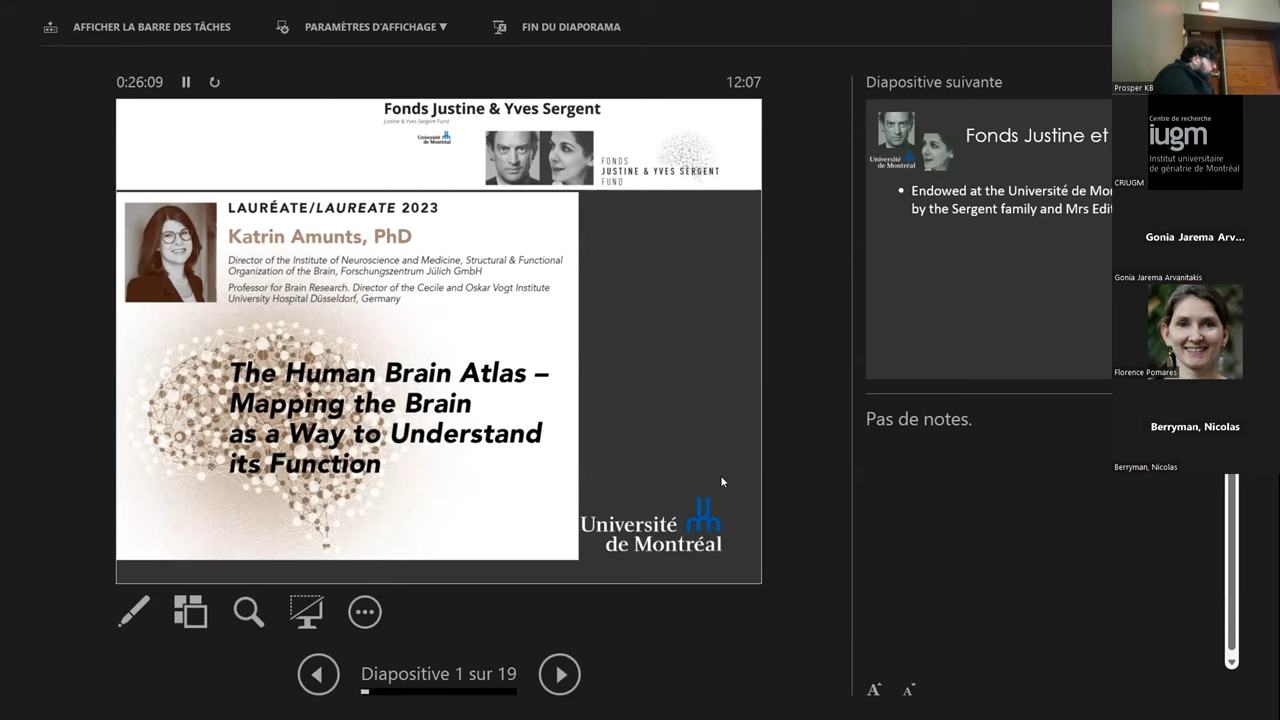 AFFICHER LA BARRE DES TÂCHES
PARAMÈTRES D'AFFICHAGE ▼
FIN DU DIAPORAMA
0:26:09
12:07
Fonds Justine & Yves Sergent
Justine & Yves Sergent Fund
Université de Montréal
FONDS
JUSTINE & YVES SERGENT
FUND
LAURÉATE/LAUREATE 2023
Katrin Amunts, PhD
Director of the Institute of Neuroscience and Medicine, Structural & Functional
Organization of the Brain, Forschungszentrum Jülich GmbH
Professor for Brain Research. Director of the Cecile and Oskar Vogt Institute
University Hospital Düsseldorf, Germany
The Human Brain Atlas –
Mapping the Brain
as a Way to Understand
its Function
Université
de Montréal
Diapositive 1 sur 19
Diapositive suivante
Université de Montréal
Fonds Justine et
• Endowed at the Université de Mo
by the Sergent family and Mrs Edi
Pas de notes.
A A
Prosper KB
Centre de recherche
iugm
Institut universitaire
de gériatrie de Montréal
CRIUGM
Gonia Jarema Arv...
Gonia Jarema Arvanitakis
Florence Pomares
Berryman, Nicolas
Berryman, Nicolas